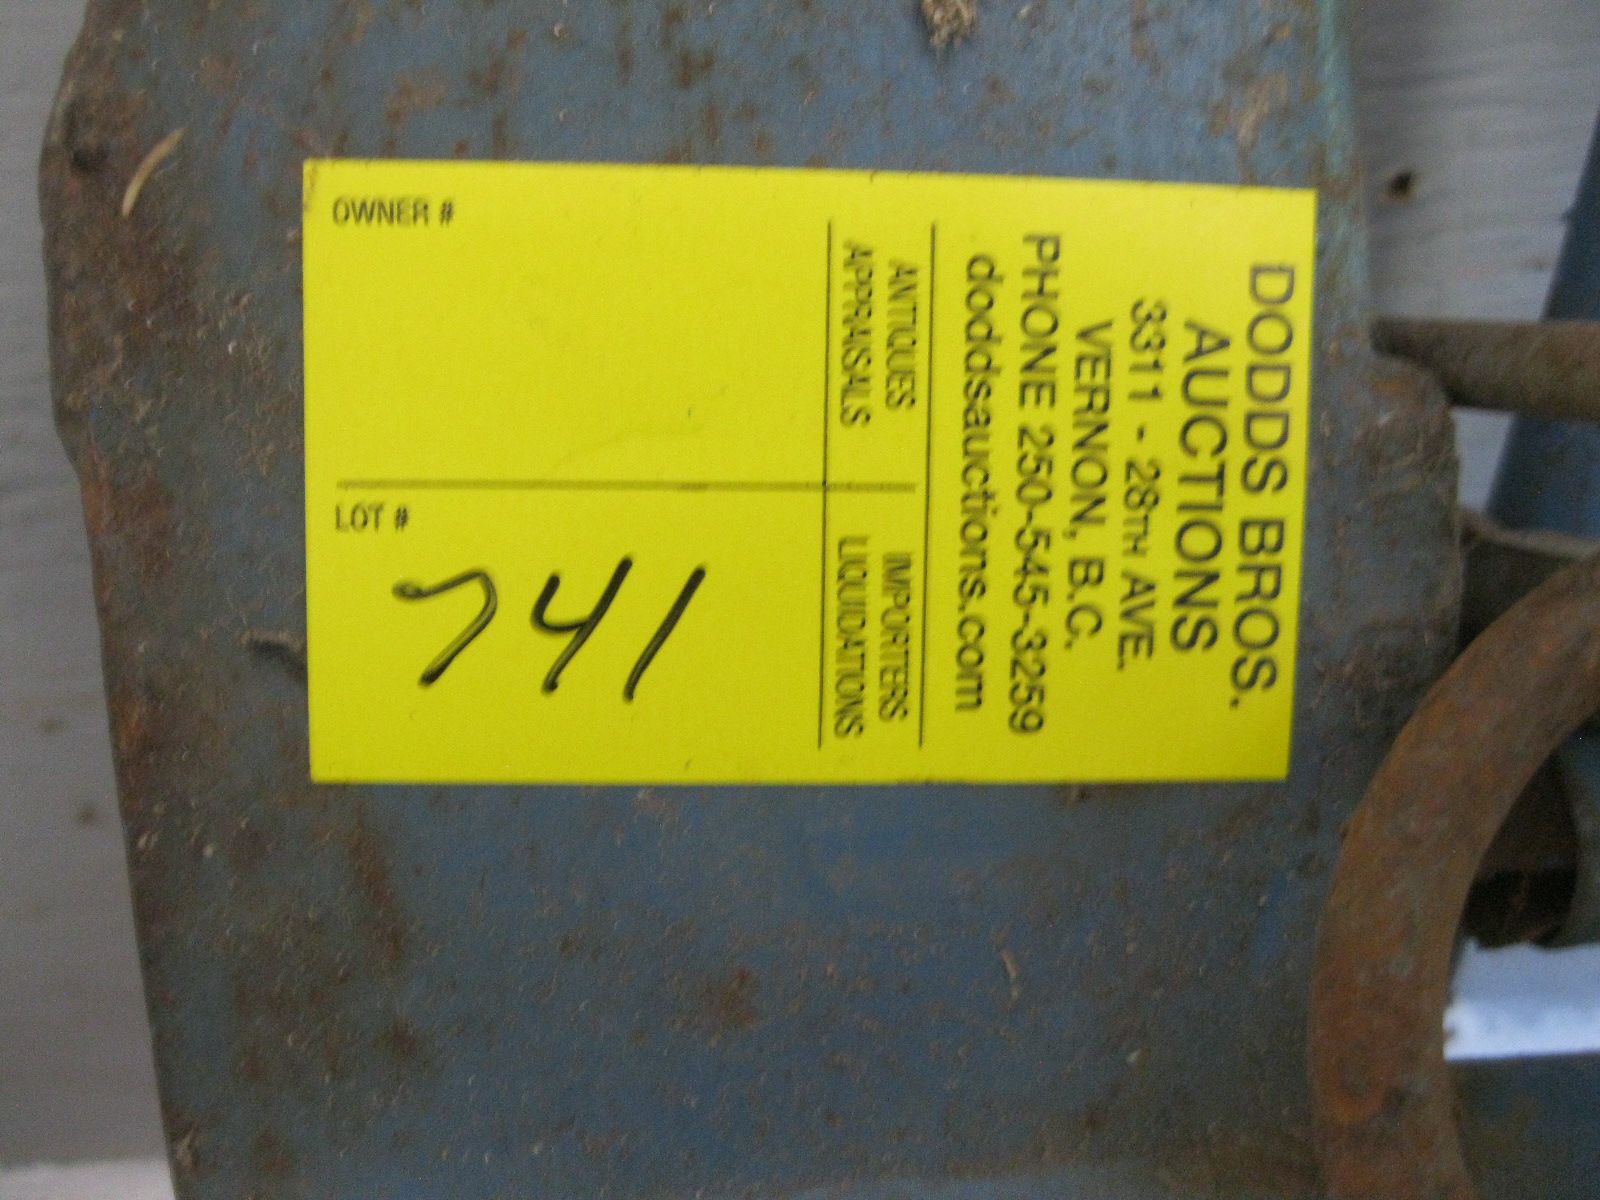 DODDS BROS.
AUCTIONS
3311 - 28TH AVE.
VERNON, B.C.
PHONE 250-545-3259
doddsauctions.com
ANTIQUES IMPORTERS
APPRAISALS LIQUIDATIONS
OWNER #
LOT #
741